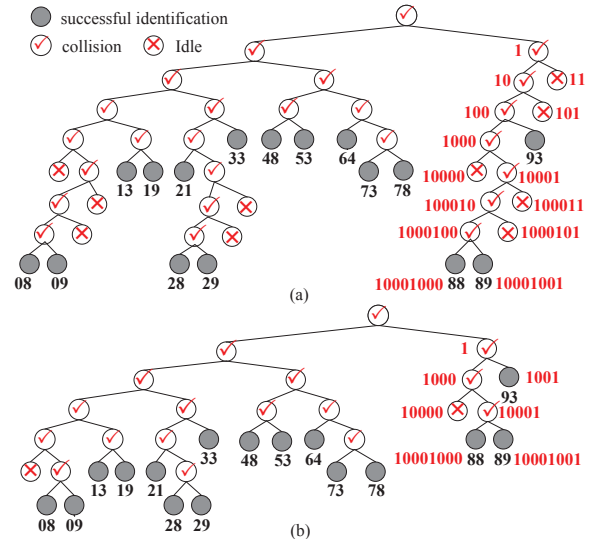 successful identification
collision Idle
1
10 11
100 101
1000
33 48 53 64 93
13 19 21 10000 10001
73 78
100010 100011
1000100 1000101
08 09 28 29 10001000 88 89 10001001
(a)
1
1000 1001
93
10000 10001
33 48 53 64 10001000 88 89 10001001
13 19 21 73 78
08 09 28 29
(b)